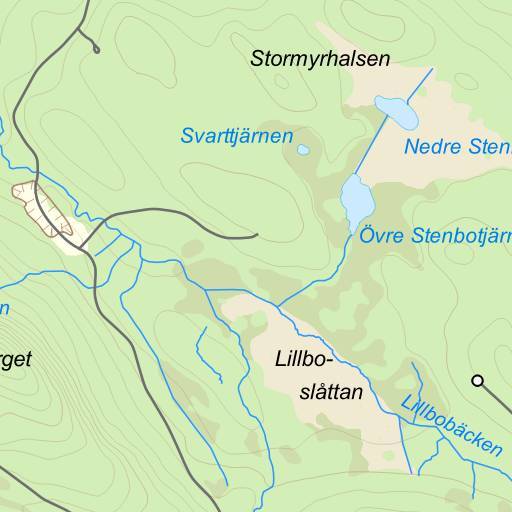 Stormyrhalsen
Svarttjärnen
Nedre Sten
Övre Stenbotjärn
n
rget
Lillbo-
slåttan
Lillbobäcken